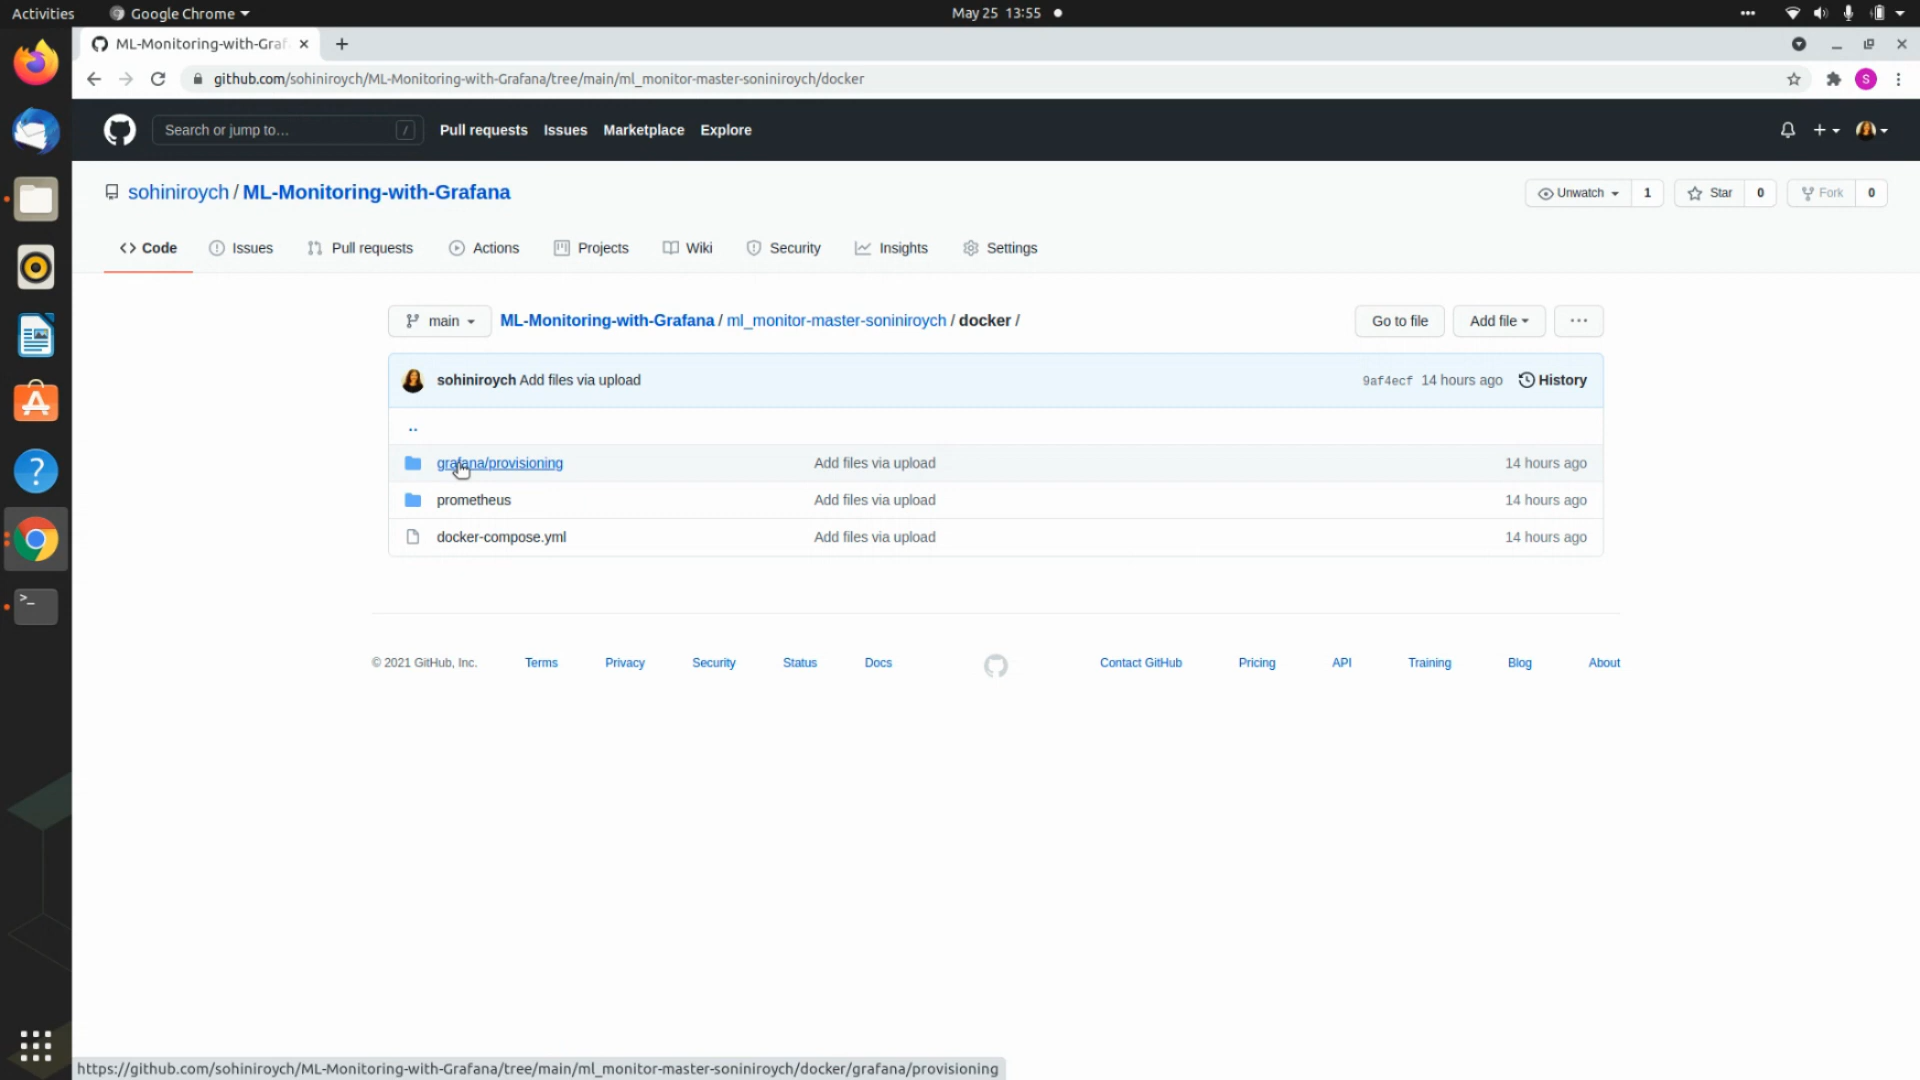 Activities Google Chrome May 25 13:55
ML-Monitoring-with-Graf
github.com/sohiniroych/ML-Monitoring-with-Grafana/tree/main/ml_monitor-master-soniniroych/docker S
Search or jump to... / Pull requests Issues Marketplace Explore
sohiniroych / ML-Monitoring-with-Grafana Unwatch 1 Star 0 Fork 0
Code Issues Pull requests Actions Projects Wiki Security Insights Settings
main ML-Monitoring-with-Grafana / ml_monitor-master-soniniroych / docker / Go to file Add file ...
sohiniroych Add files via upload 9af4ecf 14 hours ago History
..
grafana/provisioning Add files via upload 14 hours ago
prometheus Add files via upload 14 hours ago
docker-compose.yml Add files via upload 14 hours ago
© 2021 GitHub, Inc. Terms Privacy Security Status Docs Contact GitHub Pricing API Training Blog About
https://github.com/sohiniroych/ML-Monitoring-with-Grafana/tree/main/ml_monitor-master-soniniroych/docker/grafana/provisioning